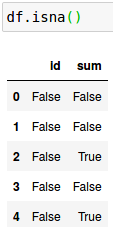 df.isna()
id sum
0 False False
1 False False
2 False True
3 False False
4 False True